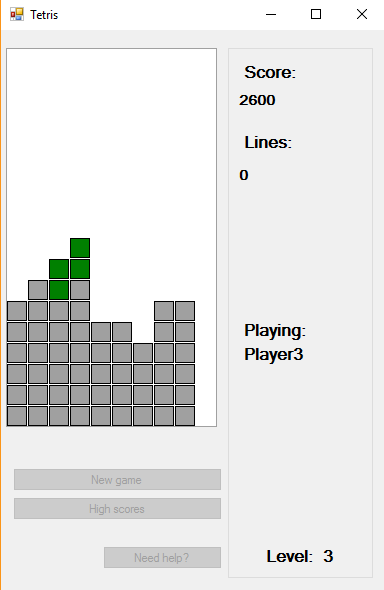 Tetris
Score:
2600
Lines:
0
Playing:
Player3
New game
High scores
Need help?
Level: 3